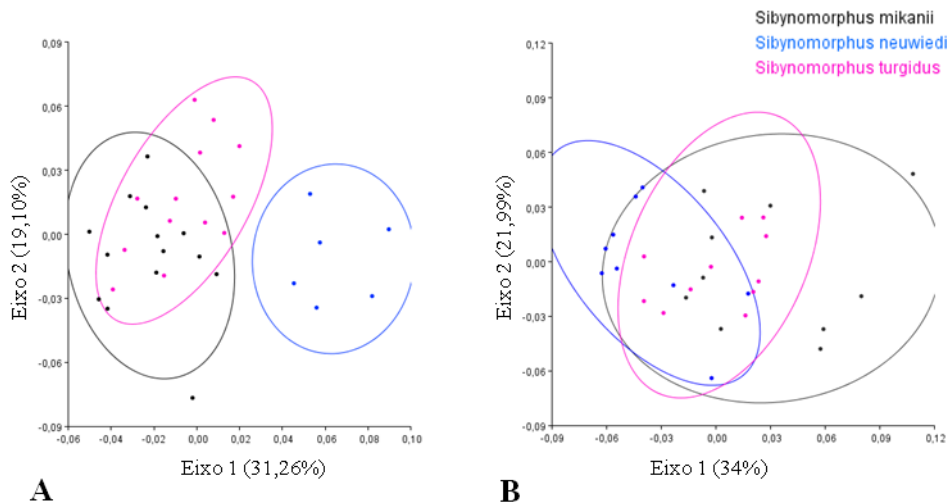 Sibynomorphus mikanii
Sibynomorphus neuwiedi
Sibynomorphus turgidus
0,09
0,06
0,03
0,00
-0,03
-0,06
-0,09
Eixo 2 (19,10%)
-0,06 -0,04 -0,02 0,00 0,02 0,04 0,06 0,08 0,10
Eixo 1 (31,26%)
A
0,12
0,09
0,06
0,03
0,00
-0,03
-0,06
-0,09
Eixo 2 (21,99%)
-0,09 -0,06 -0,03 0,00 0,03 0,06 0,09 0,12
Eixo 1 (34%)
B